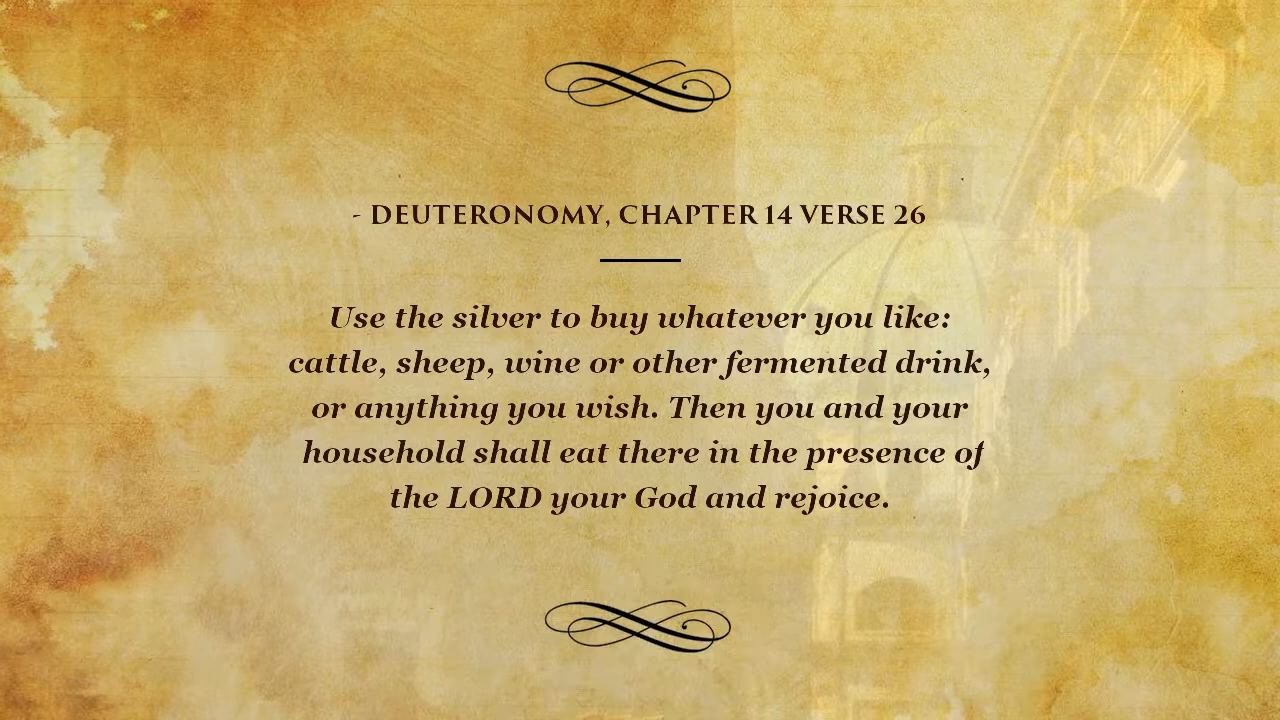 - DEUTERONOMY, CHAPTER 14 VERSE 26
Use the silver to buy whatever you like:
cattle, sheep, wine or other fermented drink,
or anything you wish. Then you and your
household shall eat there in the presence of
the LORD your God and rejoice.